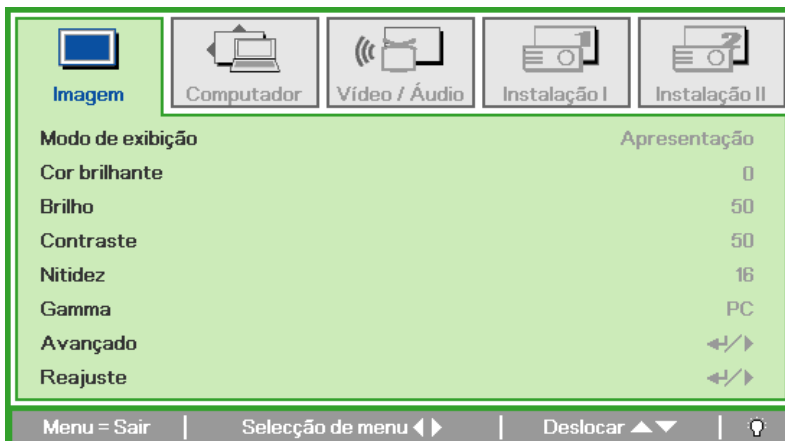 Imagem Computador Vídeo / Áudio Instalação I Instalação II
Modo de exibição Apresentação
Cor brilhante 0
Brilho 50
Contraste 50
Nitidez 16
Gamma PC
Avançado
Reajuste
Menu = Sair Selecção de menu Deslocar